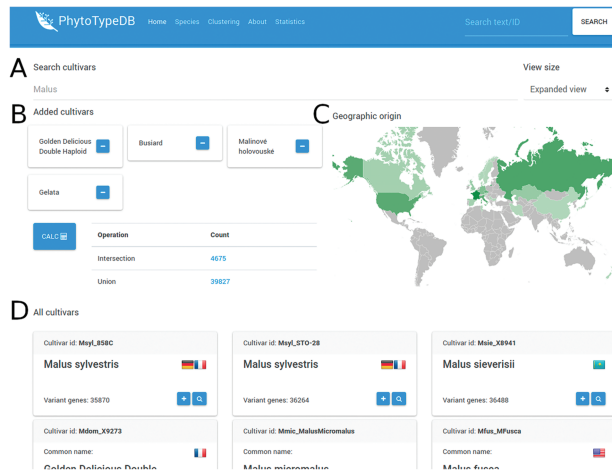 PhytoTypeDB Home Species Clustering About Statistics Search text/ID SEARCH
A Search cultivars View size
Malus Expanded view
B Added cultivars C Geographic origin
Golden Delicious
Double Haploid
Busiard
Malinové
holovouské
Gelata
CALC Operation Count
Intersection 4675
Union 39827
D All cultivars
Cultivar id: Msyl_858C
Malus sylvestris
Variant genes: 35870
Cultivar id: Msyl_STO-28
Malus sylvestris
Variant genes: 36264
Cultivar id: Msie_X8941
Malus sieverisii
Variant genes: 36488
Cultivar id: Mdom_X9273
Common name:
Golden Delicious Double
Cultivar id: Mmic_MalusMicromalus
Common name:
Malus micromalus
Cultivar id: Mfus_MFusca
Common name:
Malus fusca